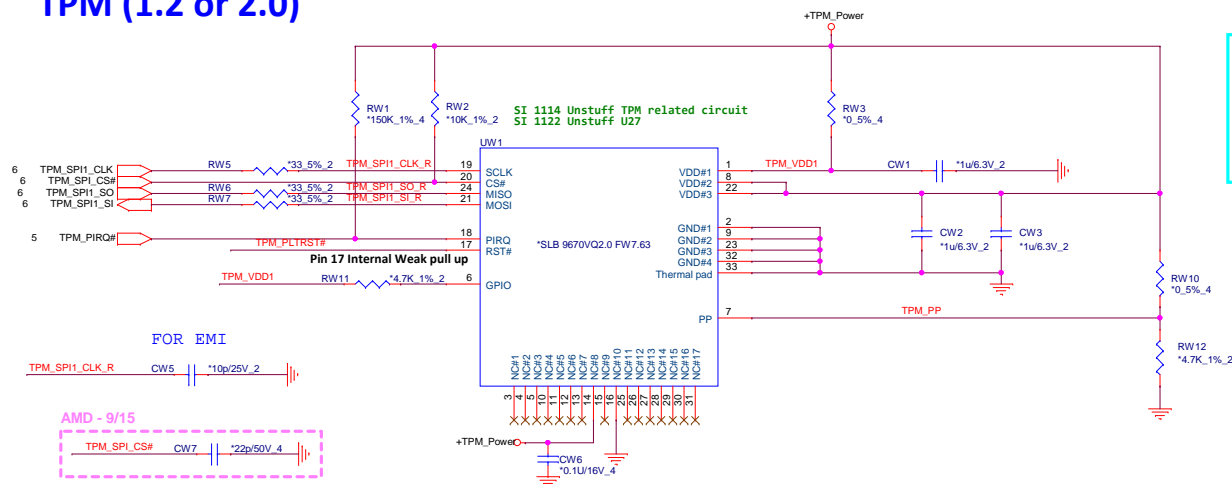 TPM (1.2 or 2.0)
+TPM_Power
RW1
*150K_1%_4
RW2
*10K_1%_2
SI 1114 Unstuff TPM related circuit
SI 1122 Unstuff U27
RW3
*0_5%_4
UW1
6 TPM_SPI1_CLK RW5 *33_5%_2 TPM_SPI1_CLK_R 19 SCLK
6 TPM_SPI1_CS# 20 CS#
6 TPM_SPI1_SO RW6 *33_5%_2 TPM_SPI1_SO_R 24 MISO
6 TPM_SPI1_SI RW7 *33_5%_2 TPM_SPI1_SI_R 21 MOSI
5 TPM_PIRQ# 18 PIRQ
TPM_PLTRST# 17 RST#
Pin 17 Internal Weak pull up
TPM_VDD1 RW11 *4.7K_1%_2 6 GPIO
*SLB 9670VQ2.0 FW7.63
VDD#1 1 TPM_VDD1 CW1 *1u/6.3V_2
VDD#2 8
VDD#3 22
GND#1 2
GND#2 9
GND#3 23
GND#4 32
Thermal pad 33
CW2
*1u/6.3V_2
CW3
*1u/6.3V_2
RW10
*0_5%_4
PP 7 TPM_PP
RW12
*4.7K_1%_2
NC#1 NC#2 NC#3 NC#4 NC#5 NC#6 NC#7 NC#8 NC#9 NC#10 NC#11 NC#12 NC#13 NC#14 NC#15 NC#16 NC#17
3 4 5 10 11 12 13 14 15 16 25 26 27 28 29 30 31
+TPM_Power
CW6
*0.1U/16V_4
FOR EMI
TPM_SPI1_CLK_R CW5 *10p/25V_2
AMD - 9/15
TPM_SPI_CS# CW7 *22p/50V_4